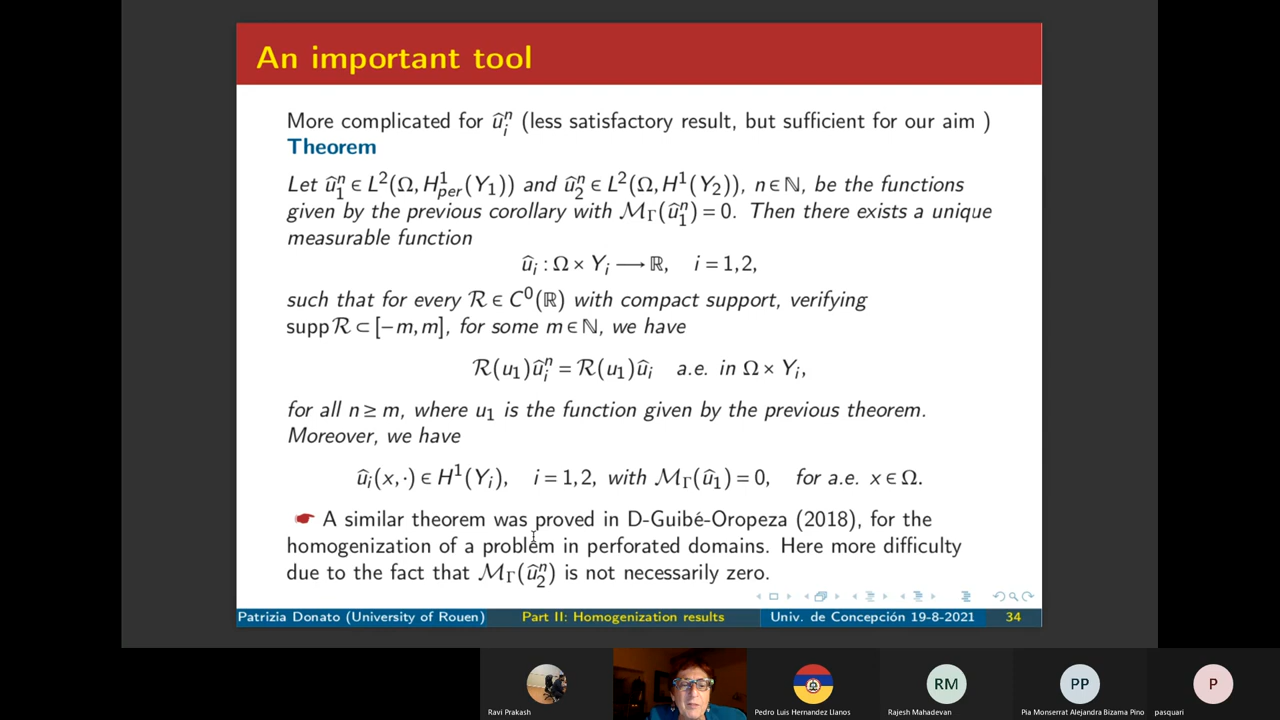 An important tool
More complicated for û_i^n (less satisfactory result, but sufficient for our aim )
Theorem
Let û_1^n ∈ L²(Ω, H¹_per(Y₁)) and û_2^n ∈ L²(Ω, H¹(Y₂)), n∈ℕ, be the functions
given by the previous corollary with ℳ_Γ(û_1^n) = 0. Then there exists a unique
measurable function
û_i : Ω × Y_i ⟶ ℝ, i = 1,2,
such that for every ℛ ∈ C⁰(ℝ) with compact support, verifying
supp ℛ ⊂ [−m, m], for some m∈ℕ, we have
ℛ(u₁)û_i^n = ℛ(u₁)û_i a.e. in Ω × Y_i,
for all n ≥ m, where u₁ is the function given by the previous theorem.
Moreover, we have
û_i(x,·) ∈ H¹(Y_i), i = 1,2, with ℳ_Γ(û₁) = 0, for a.e. x ∈ Ω.
A similar theorem was proved in D-Guibé-Oropeza (2018), for the
homogenization of a problem in perforated domains. Here more difficulty
due to the fact that ℳ_Γ(û_2^n) is not necessarily zero.
Patrizia Donato (University of Rouen) Part II: Homogenization results Univ. de Concepción 19-8-2021 34
RM PP P
Ravi Prakash Pedro Luis Hernandez Llanos Rajesh Mahadevan Pia Monserrat Alejandra Bizama Pino pasquari